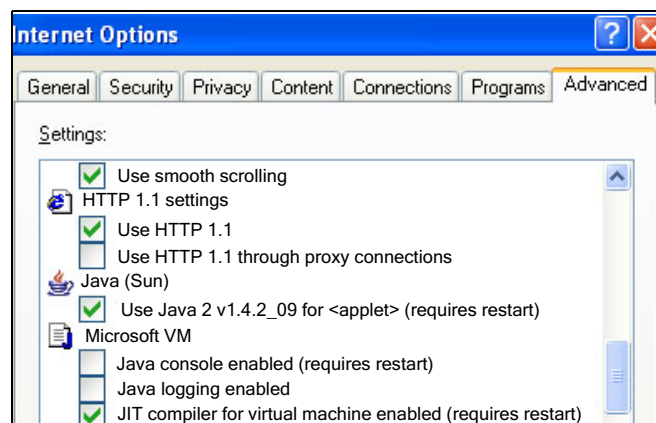 Internet Options
General Security Privacy Content Connections Programs Advanced
Settings:
Use smooth scrolling
HTTP 1.1 settings
Use HTTP 1.1
Use HTTP 1.1 through proxy connections
Java (Sun)
Use Java 2 v1.4.2_09 for <applet> (requires restart)
Microsoft VM
Java console enabled (requires restart)
Java logging enabled
JIT compiler for virtual machine enabled (requires restart)